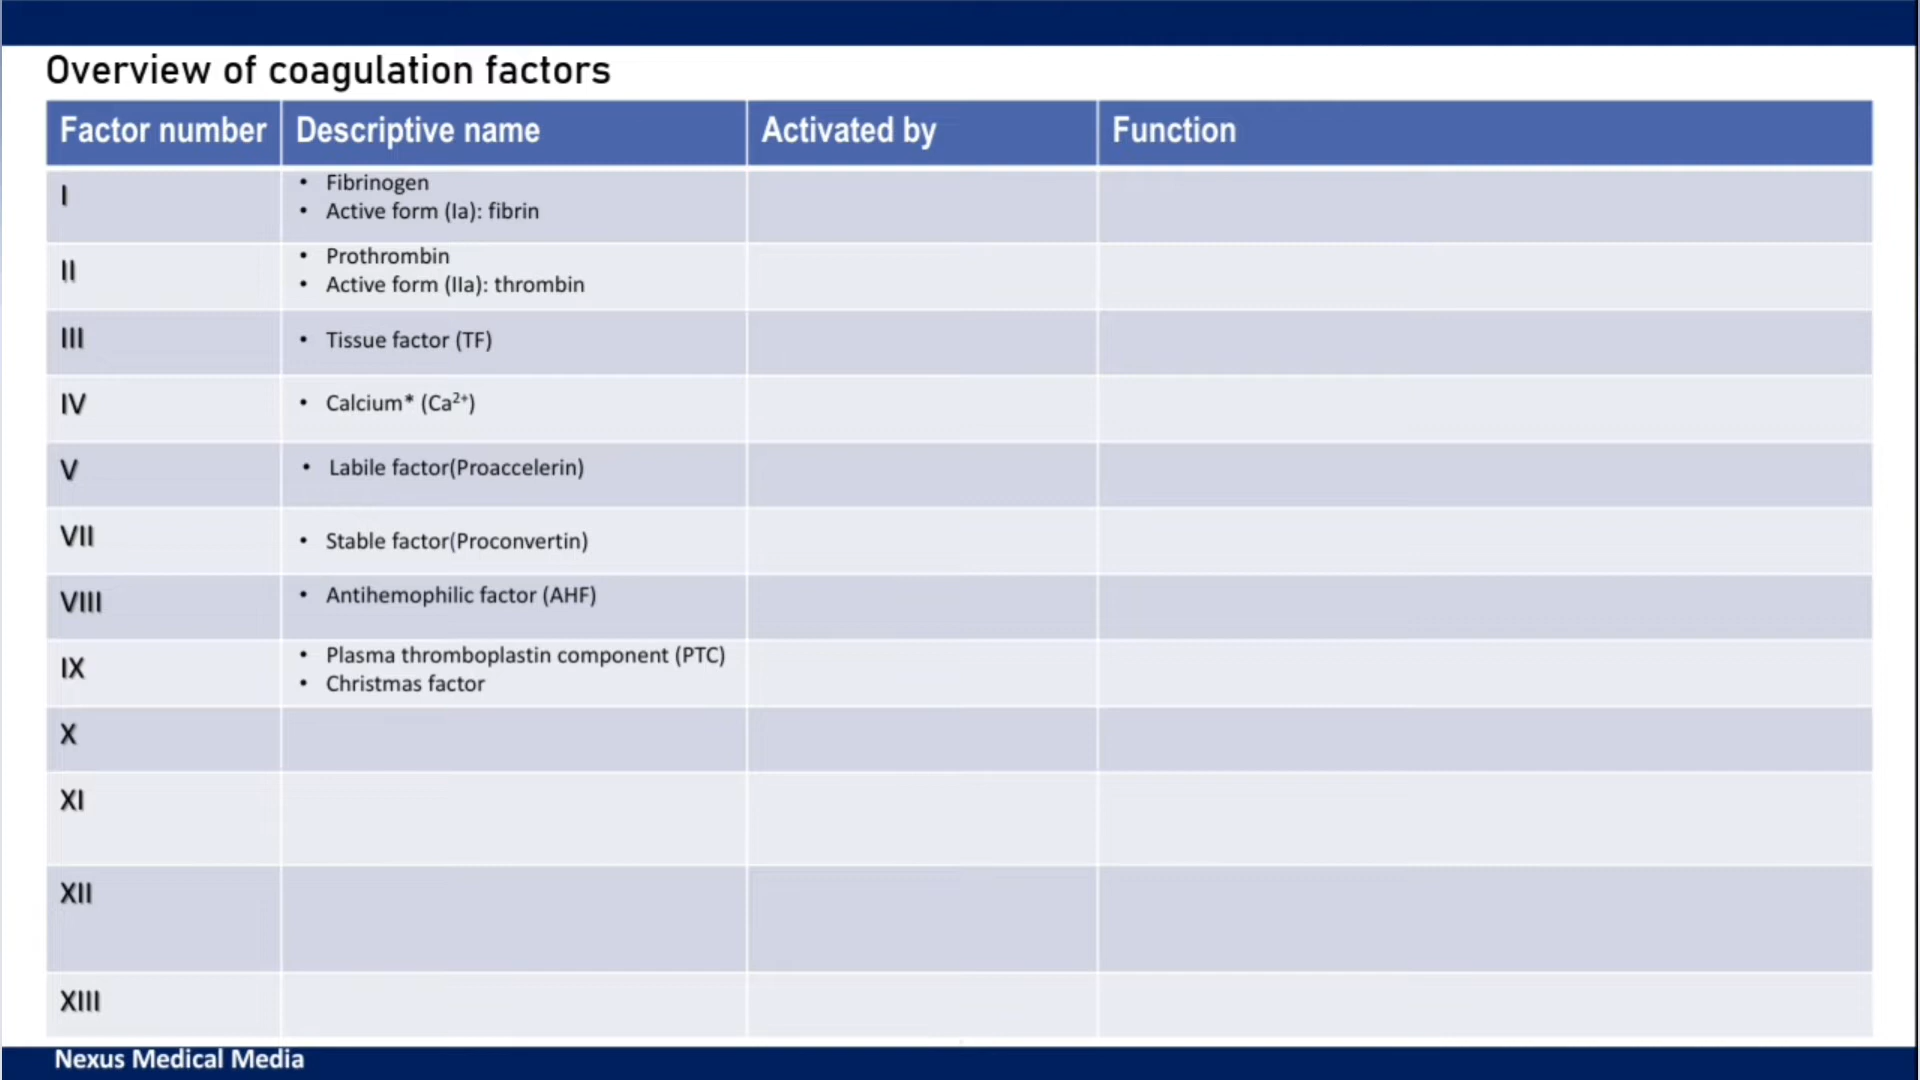 Overview of coagulation factors
Factor number Descriptive name Activated by Function
I
• Fibrinogen
• Active form (Ia): fibrin
II
• Prothrombin
• Active form (IIa): thrombin
III
• Tissue factor (TF)
IV
• Calcium* (Ca²⁺)
V
• Labile factor(Proaccelerin)
VII
• Stable factor(Proconvertin)
VIII
• Antihemophilic factor (AHF)
IX
• Plasma thromboplastin component (PTC)
• Christmas factor
X
XI
XII
XIII
Nexus Medical Media